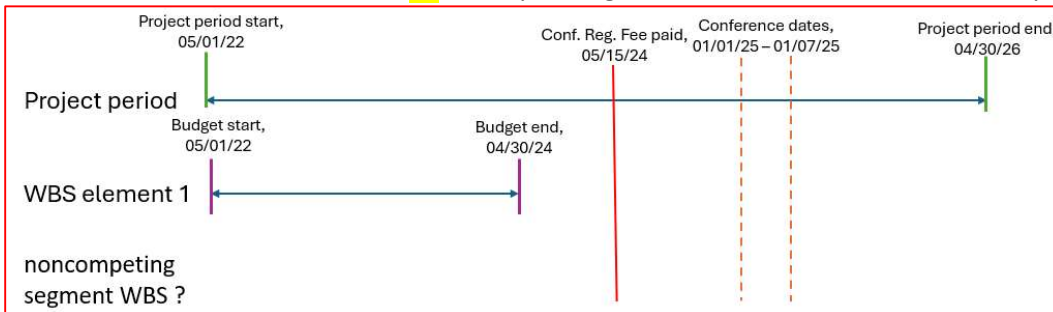 Project period start,
05/01/22
Conf. Reg. Fee paid,
05/15/24
Conference dates,
01/01/25 – 01/07/25
Project period end
04/30/26
Project period
Budget start,
05/01/22
Budget end,
04/30/24
WBS element 1
noncompeting
segment WBS ?